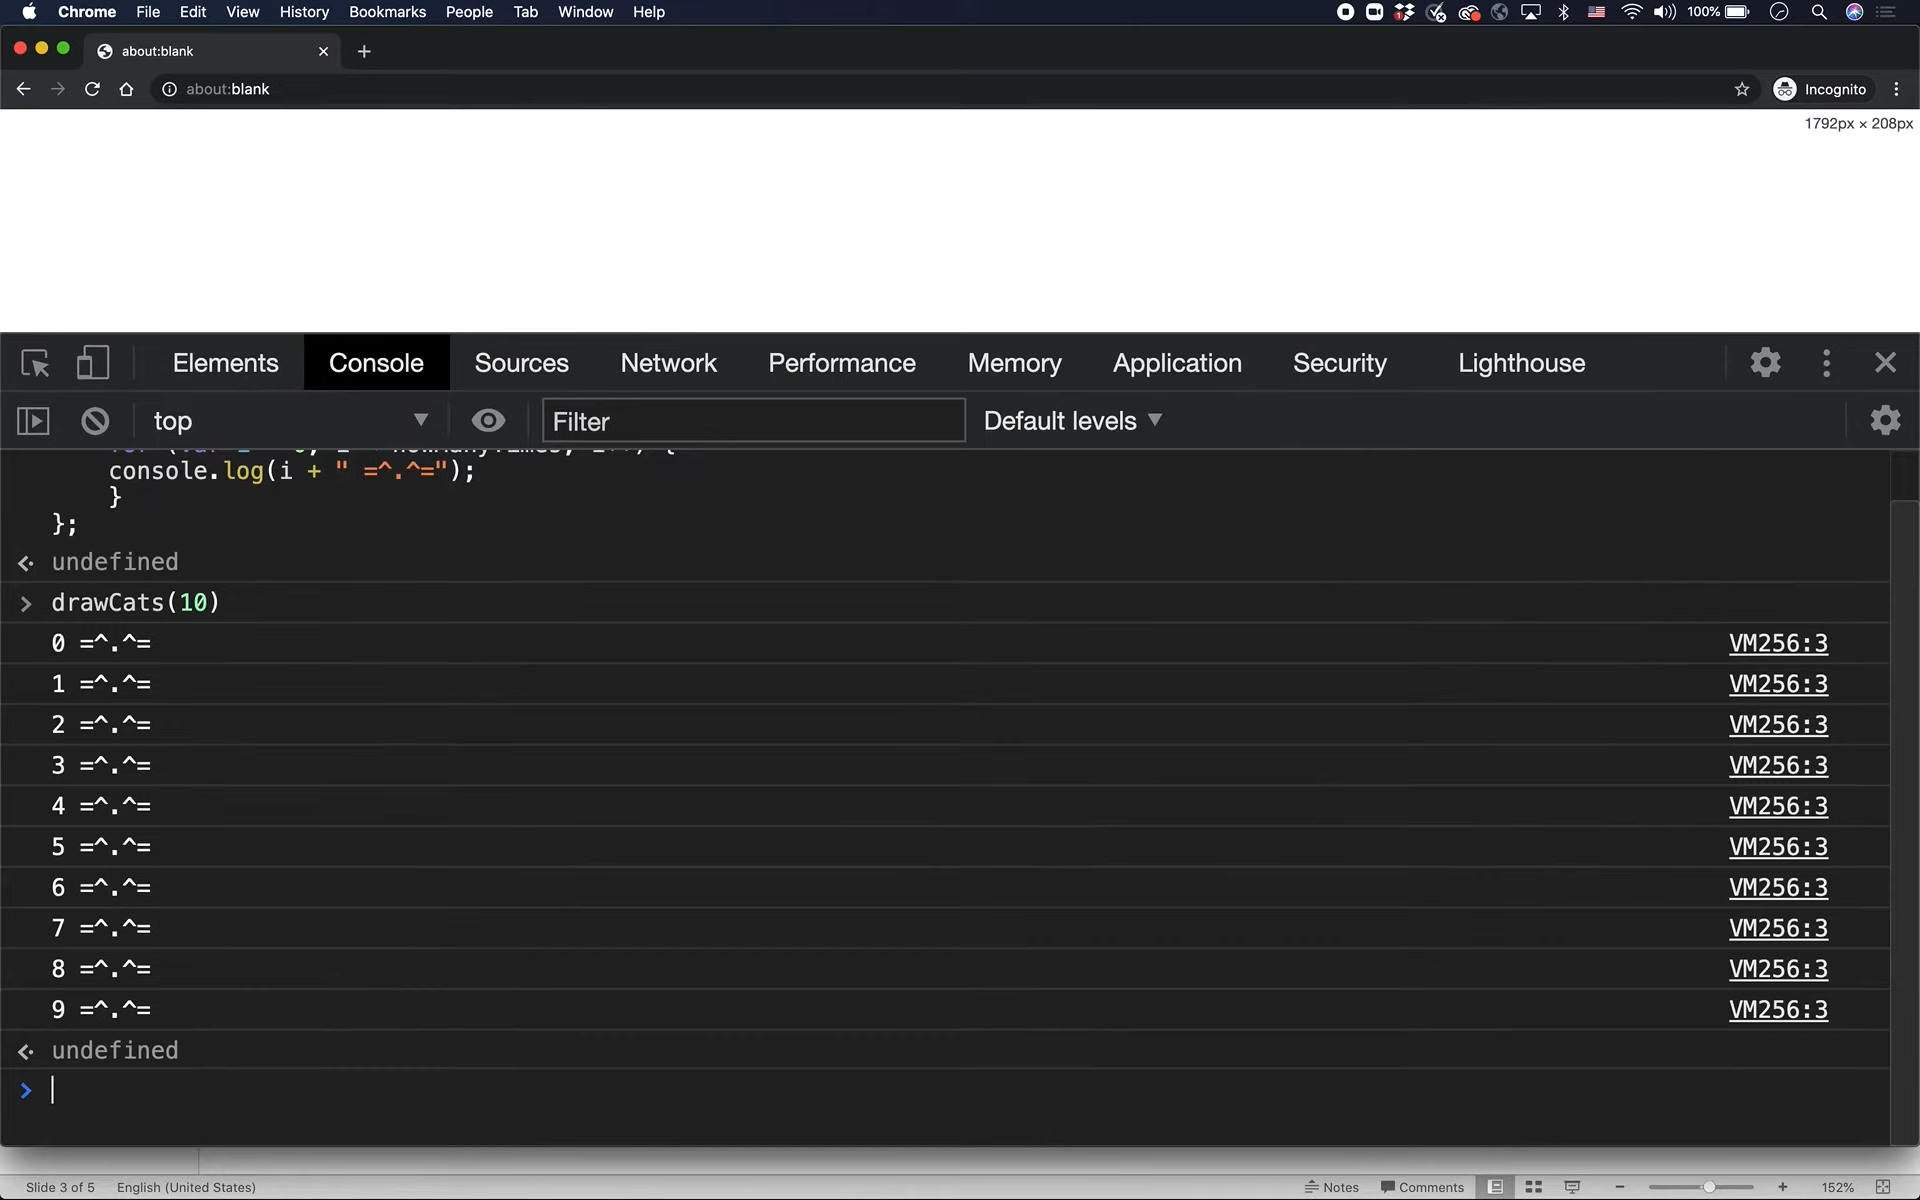 Chrome File Edit View History Bookmarks People Tab Window Help 100%
about:blank
about:blank Incognito
1792px × 208px
Elements Console Sources Network Performance Memory Application Security Lighthouse
top Filter Default levels
console.log(i + " =^.^=");
}
};
undefined
drawCats(10)
0 =^.^= VM256:3
1 =^.^= VM256:3
2 =^.^= VM256:3
3 =^.^= VM256:3
4 =^.^= VM256:3
5 =^.^= VM256:3
6 =^.^= VM256:3
7 =^.^= VM256:3
8 =^.^= VM256:3
9 =^.^= VM256:3
undefined
Slide 3 of 5 English (United States) Notes Comments 152%